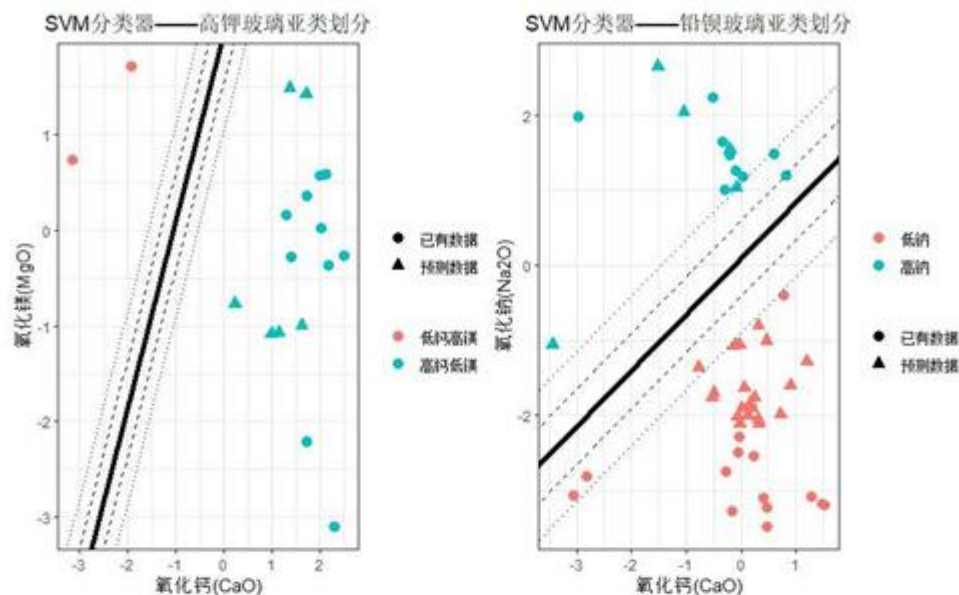 SVM分类器——高钾玻璃亚类划分
1
0
-1
-2
-3
氧化镁(MgO)
-3
-2
-1
0
1
2
氧化钙(CaO)
已有数据
预测数据
低钙高镁
高钙低镁
SVM分类器——铅钡玻璃亚类划分
2
0
-2
氧化钠(Na2O)
-3
-2
-1
0
1
氧化钙(CaO)
低钠
高钠
已有数据
预测数据